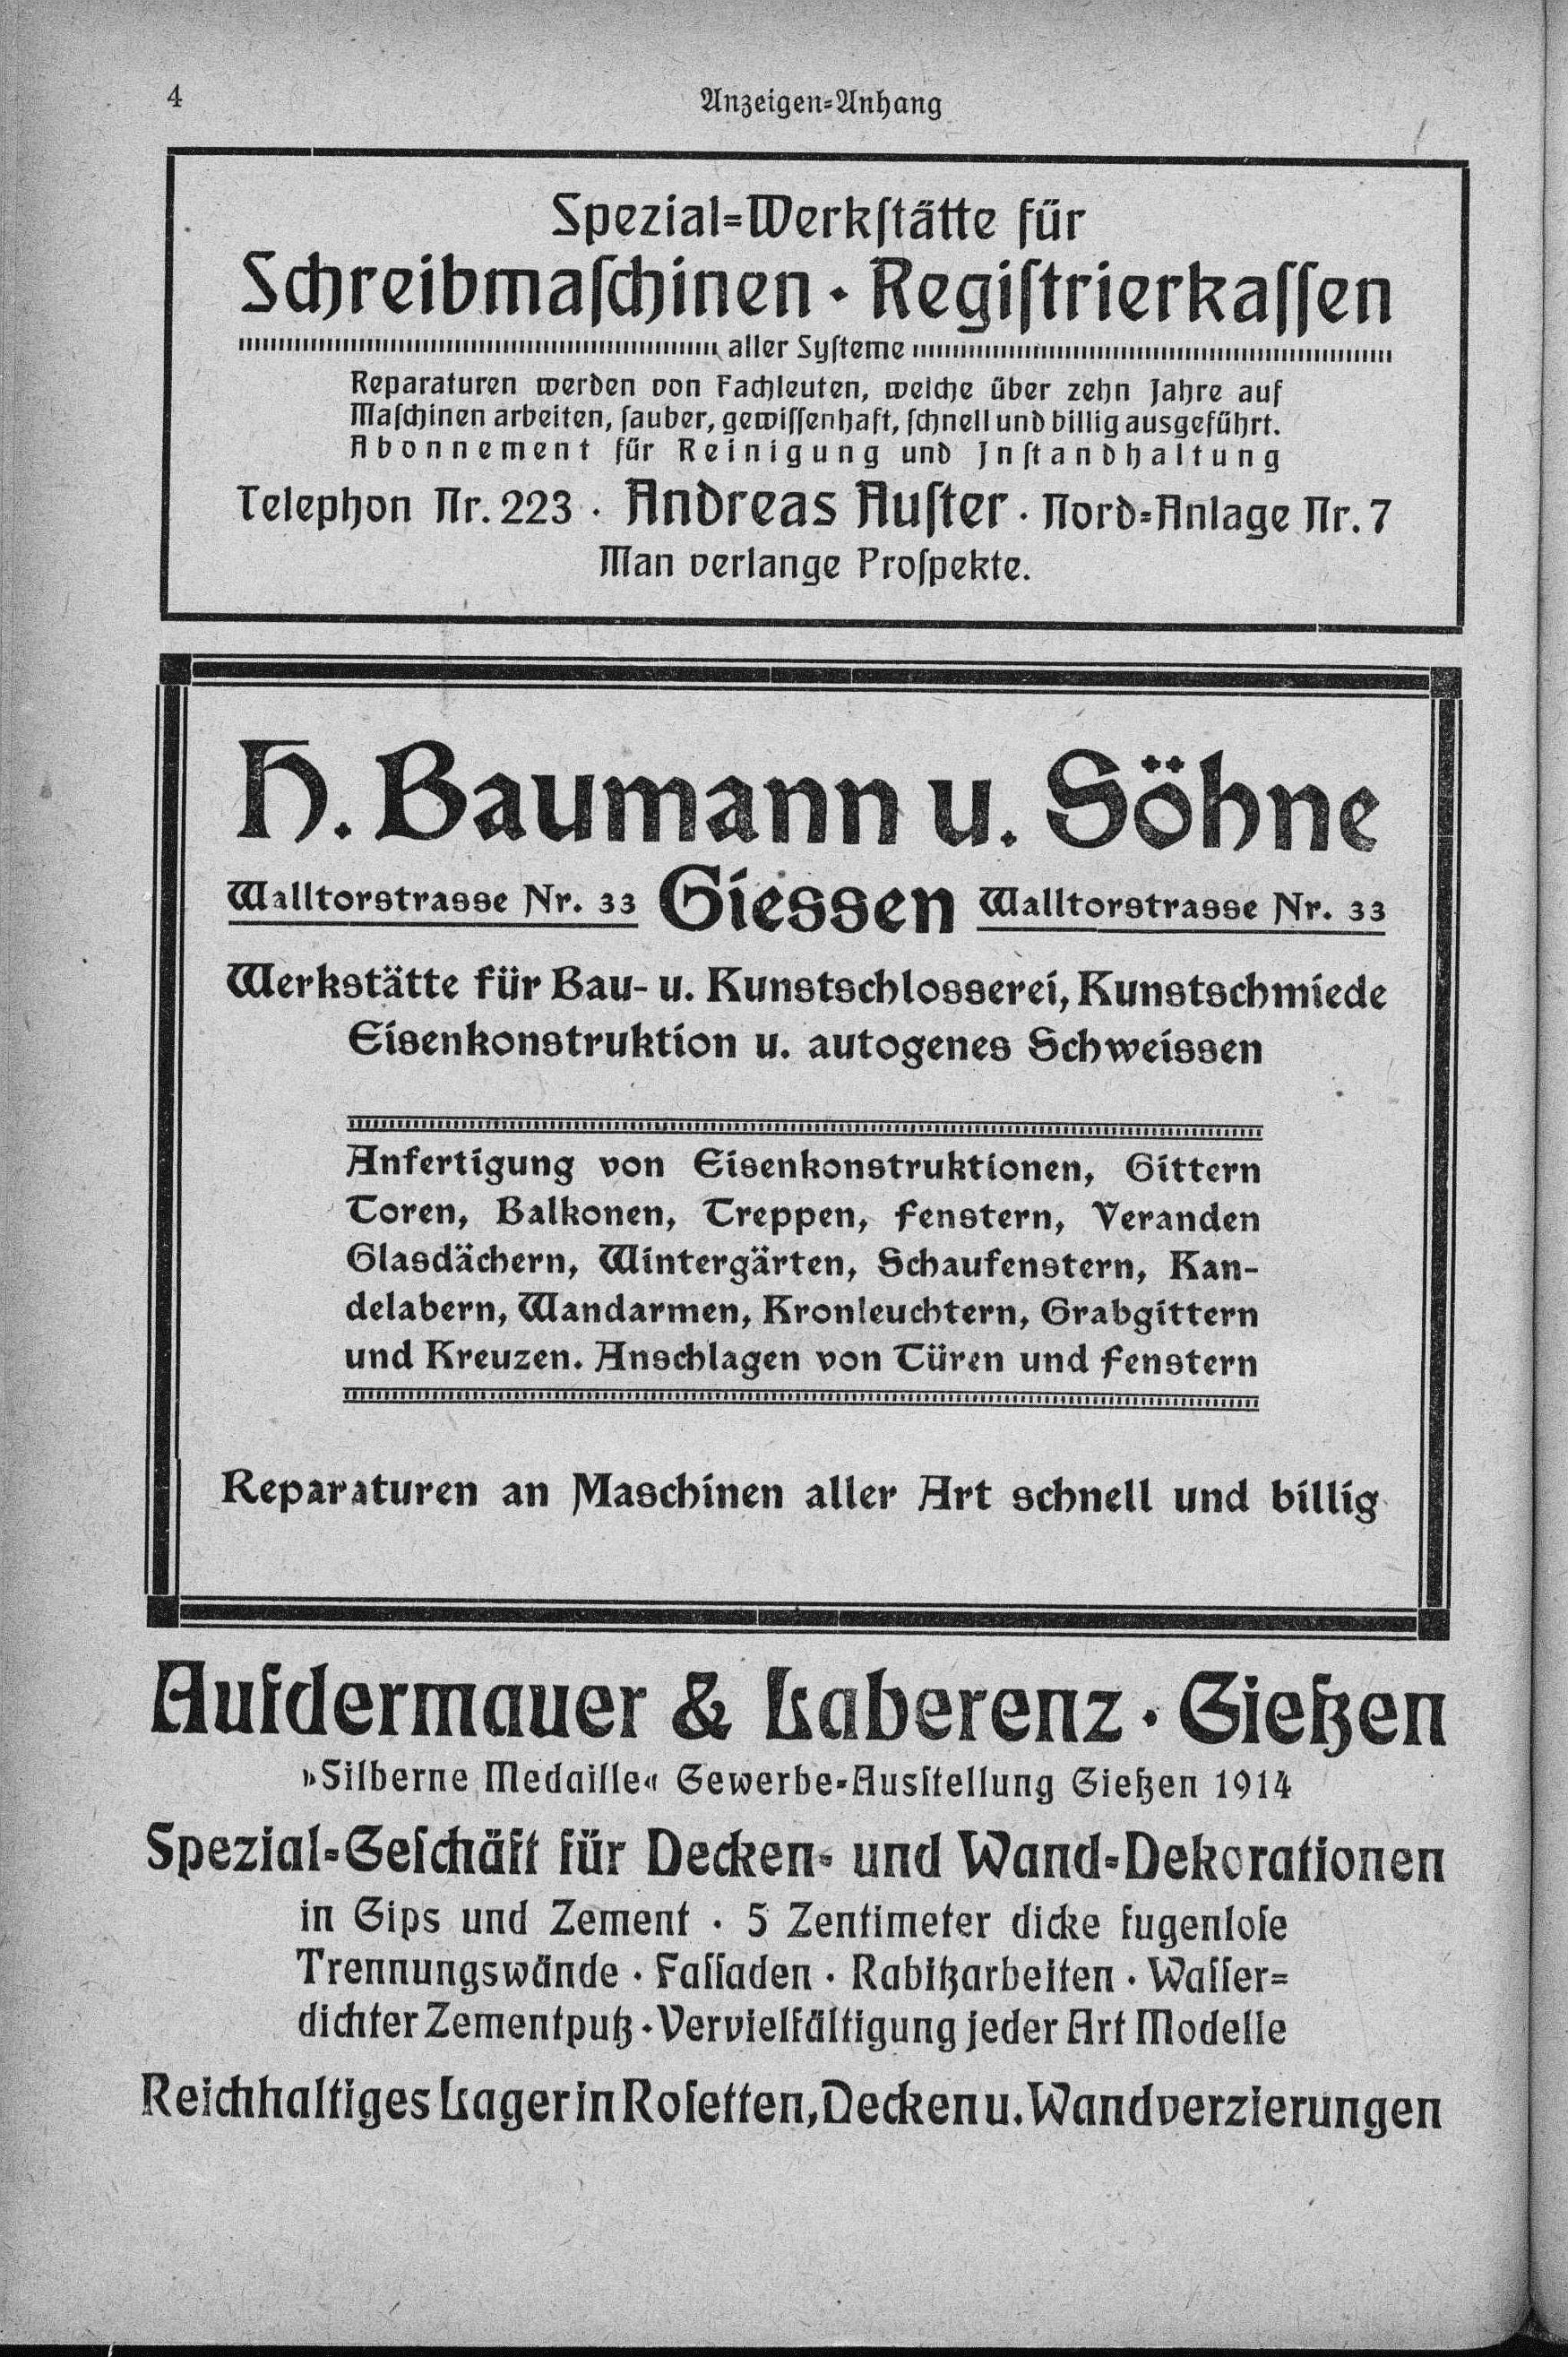 4
Anzeigen-Anhang
Spezial-Werkſtätte für
Schreibmaſchinen · Regiſtrierkaſſen
aller Syſteme
Reparaturen werden von Fachleuten, welche über zehn Jahre auf
Maſchinen arbeiten, ſauber, gewiſſenhaft, ſchnell und billig ausgeführt.
Abonnement für Reinigung und Inſtandhaltung
Telephon Nr. 223 · Andreas Auſter · Nord-Anlage Nr. 7
Man verlange Proſpekte.
H. Baumann u. Söhne
Walltorstrasse Nr. 33 Giessen Walltorstrasse Nr. 33
Werkstätte für Bau- u. Kunstschlosserei, Kunstschmiede
Eisenkonstruktion u. autogenes Schweissen
Anfertigung von Eisenkonstruktionen, Gittern
Toren, Balkonen, Treppen, Fenstern, Veranden
Glasdächern, Wintergärten, Schaufenstern, Kan-
delabern, Wandarmen, Kronleuchtern, Grabgittern
und Kreuzen. Anschlagen von Türen und Fenstern
Reparaturen an Maschinen aller Art schnell und billig
Aufdermauer & Laberenz · Gießen
»Silberne Medaille« Gewerbe-Ausſtellung Gießen 1914
Spezial-Geſchäft für Decken- und Wand-Dekorationen
in Gips und Zement · 5 Zentimeter dicke fugenloſe
Trennungswände · Faſſaden · Rabitzarbeiten · Waſſer-
dichter Zementputz · Vervielfältigung jeder Art Modelle
Reichhaltiges Lager in Roſetten, Decken u. Wandverzierungen